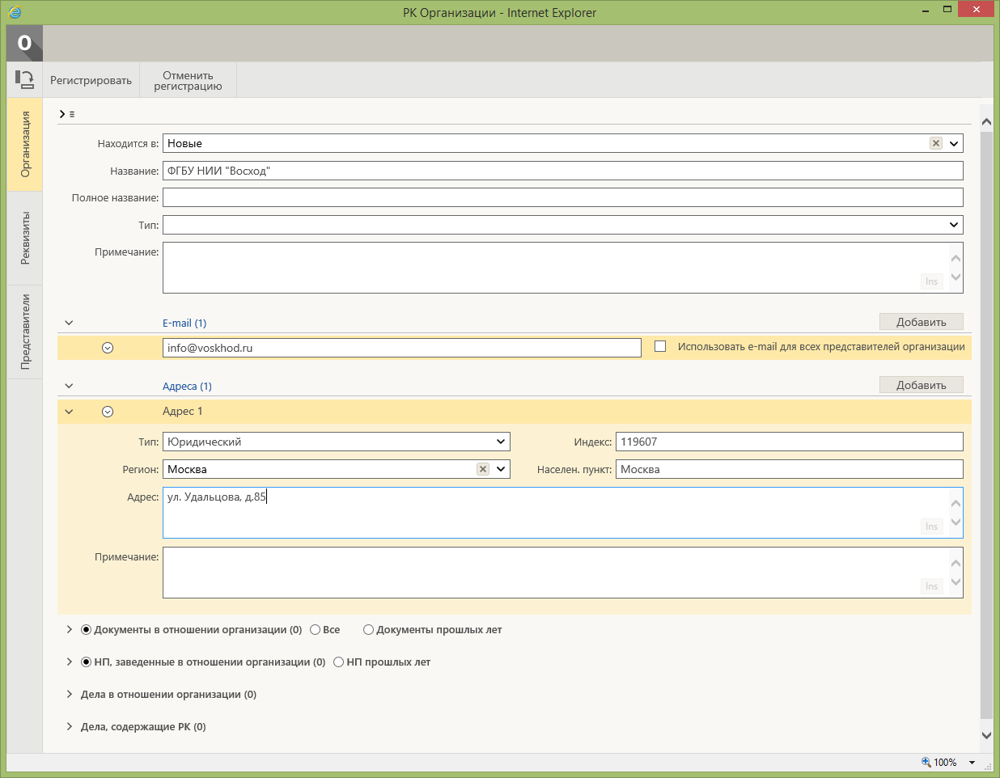 РК Организации - Internet Explorer
О
Регистрировать
Отменить
регистрацию
Организация
Реквизиты
Представители
Находится в: Новые
Название: ФГБУ НИИ "Восход"
Полное название:
Тип:
Примечание:
Ins
E-mail (1) Добавить
info@voskhod.ru Использовать e-mail для всех представителей организации
Адреса (1) Добавить
Адрес 1
Тип: Юридический Индекс: 119607
Регион: Москва Населен. пункт: Москва
Адрес: ул. Удальцова, д.85
Ins
Примечание:
Ins
Документы в отношении организации (0) Все Документы прошлых лет
НП, заведенные в отношении организации (0) НП прошлых лет
Дела в отношении организации (0)
Дела, содержащие РК (0)
100%